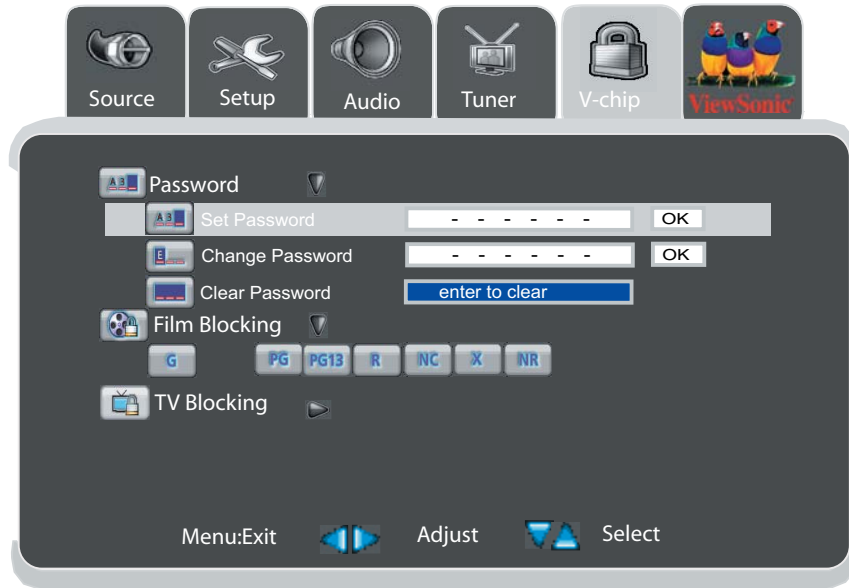 Source Setup Audio Tuner V-chip ViewSonic
Password
Set Password - - - - - - OK
Change Password - - - - - - OK
Clear Password enter to clear
Film Blocking
G PG PG13 R NC X NR
TV Blocking
Menu:Exit Adjust Select